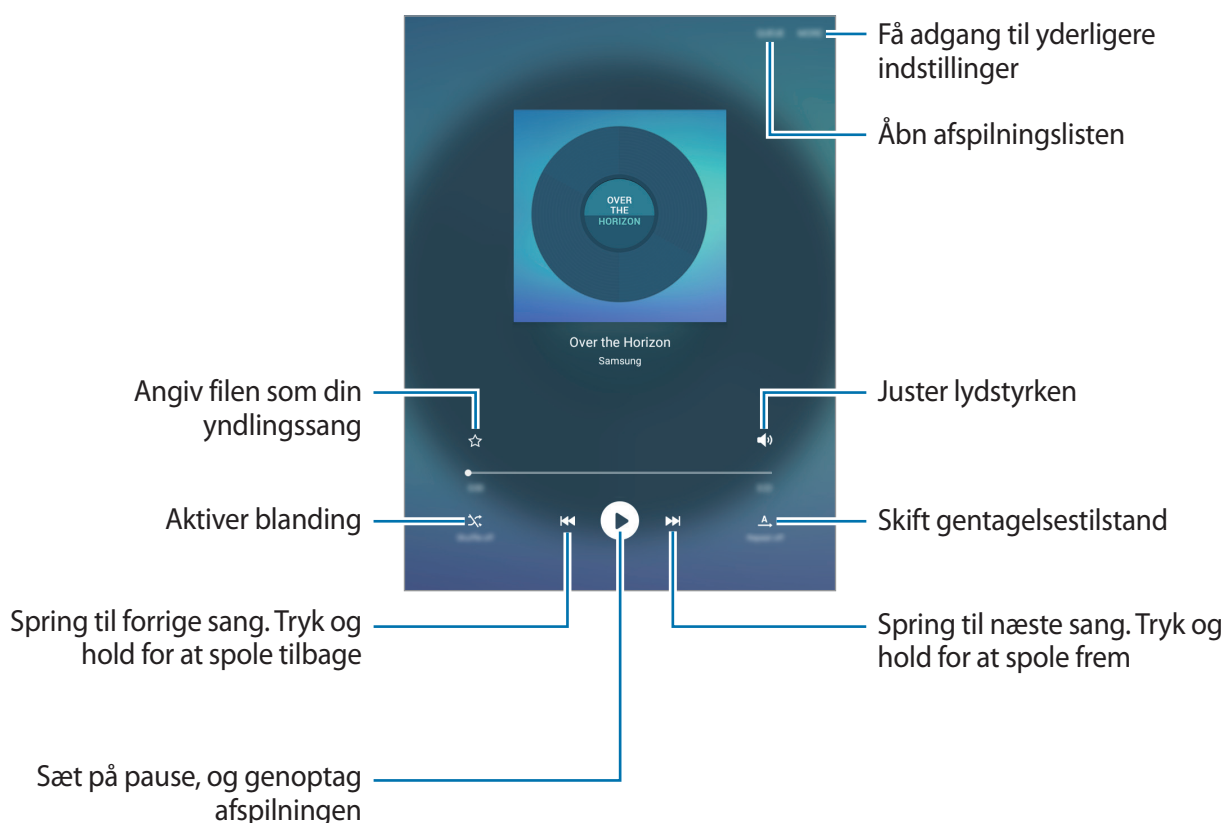 Få adgang til yderligere
indstillinger
Åbn afspilningslisten
OVER
THE
HORIZON
Over the Horizon
Samsung
Angiv filen som din
yndlingssang
Juster lydstyrken
Aktiver blanding
Skift gentagelsestilstand
Spring til forrige sang. Tryk og
hold for at spole tilbage
Spring til næste sang. Tryk og
hold for at spole frem
Sæt på pause, og genoptag
afspilningen